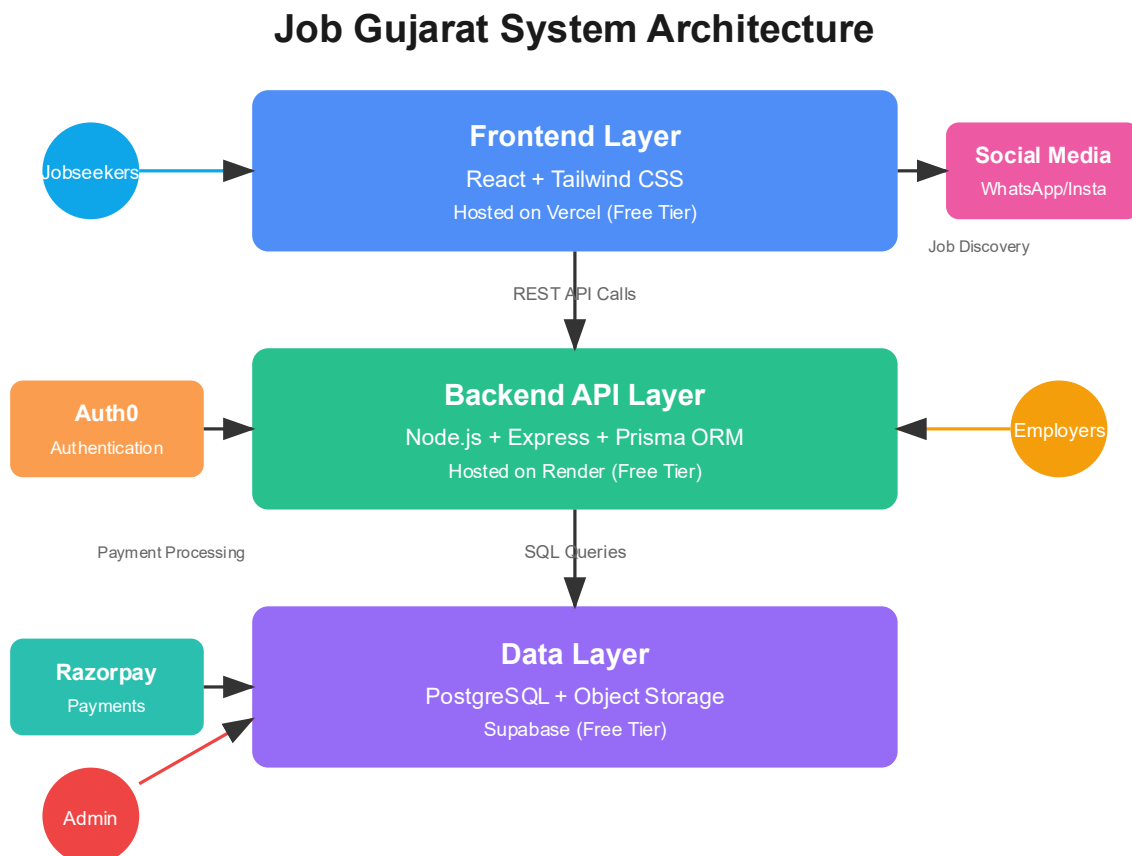 Job Gujarat System Architecture
Jobseekers
Frontend Layer
React + Tailwind CSS
Hosted on Vercel (Free Tier)
Social Media
WhatsApp/Insta
Job Discovery
REST API Calls
Auth0
Authentication
Backend API Layer
Node.js + Express + Prisma ORM
Hosted on Render (Free Tier)
Employers
Payment Processing
SQL Queries
Razorpay
Payments
Data Layer
PostgreSQL + Object Storage
Supabase (Free Tier)
Admin